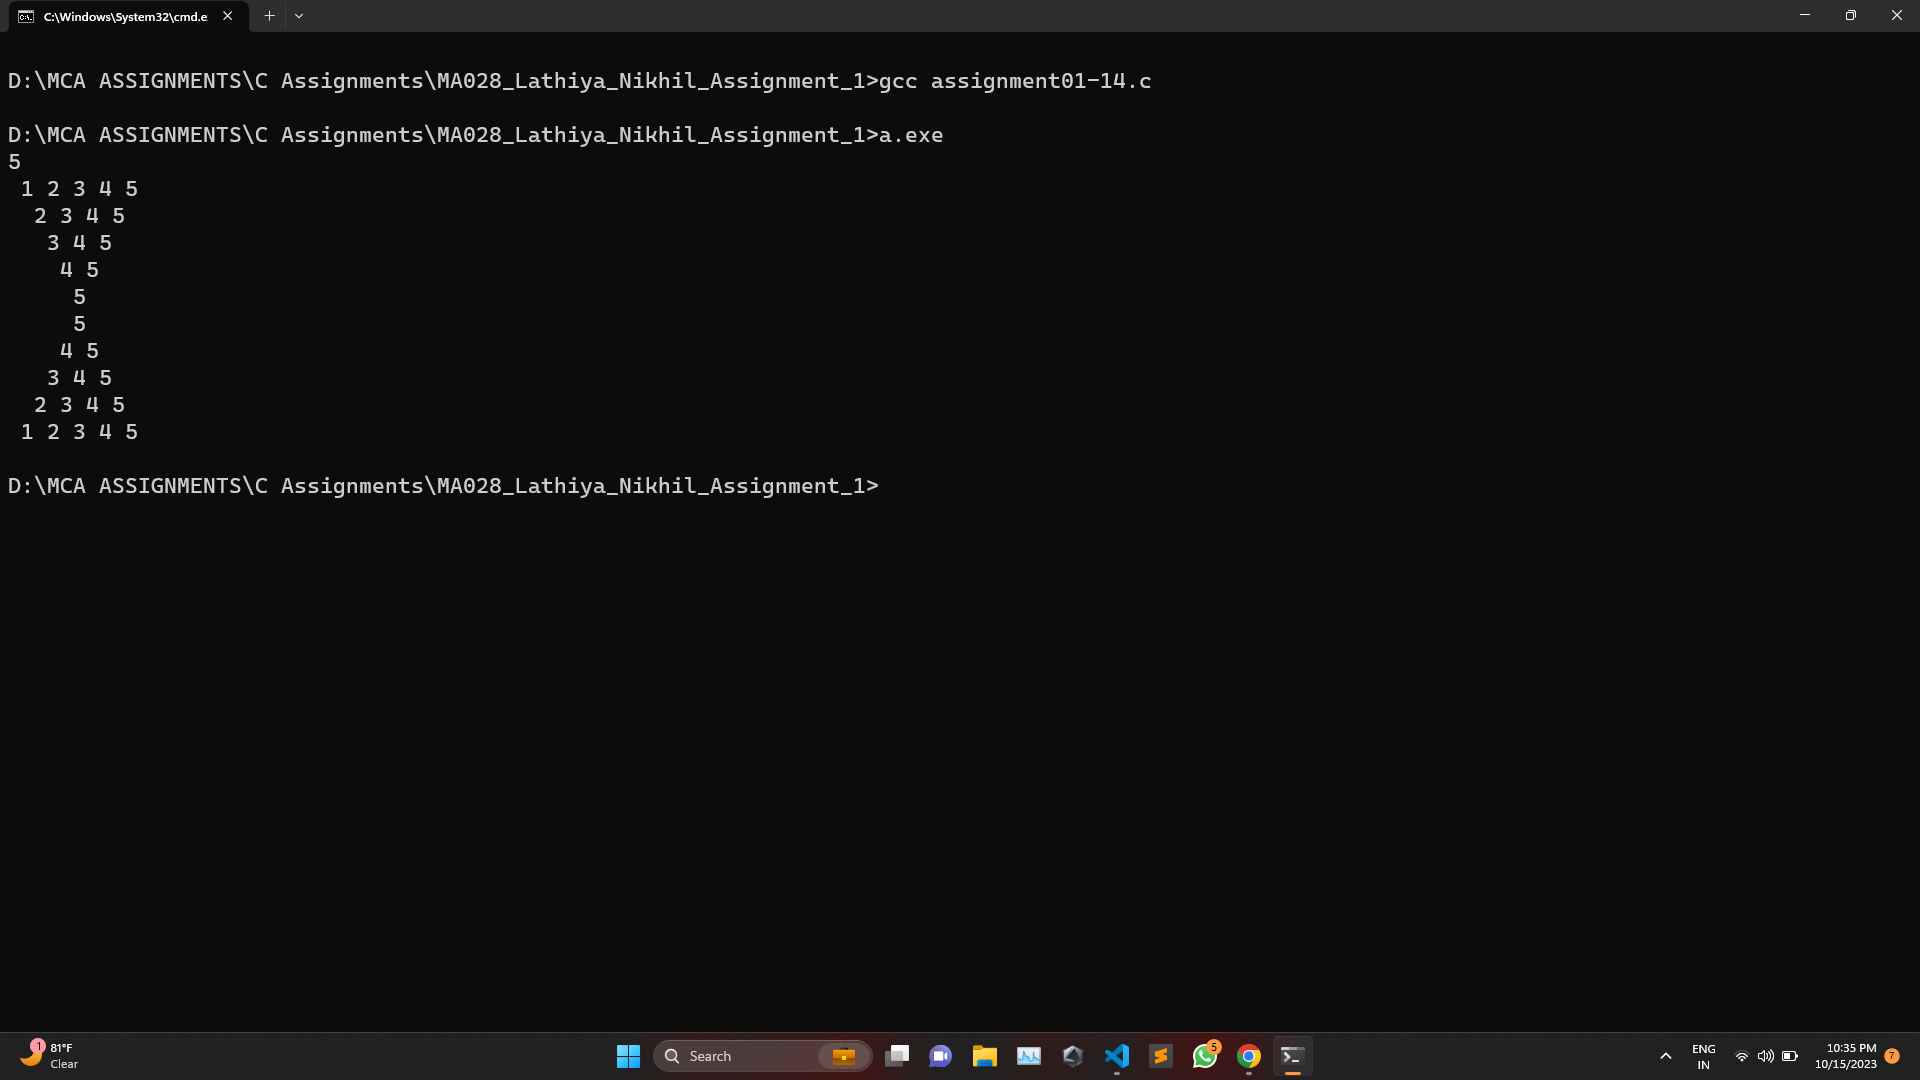 C:\Windows\System32\cmd.e
D:\MCA ASSIGNMENTS\C Assignments\MA028_Lathiya_Nikhil_Assignment_1>gcc assignment01-14.c
D:\MCA ASSIGNMENTS\C Assignments\MA028_Lathiya_Nikhil_Assignment_1>a.exe
5
 1 2 3 4 5
  2 3 4 5
   3 4 5
    4 5
     5
     5
    4 5
   3 4 5
  2 3 4 5
 1 2 3 4 5
D:\MCA ASSIGNMENTS\C Assignments\MA028_Lathiya_Nikhil_Assignment_1>
1
81°F
Clear
Search
5
ENG
IN
10:35 PM
10/15/2023
7